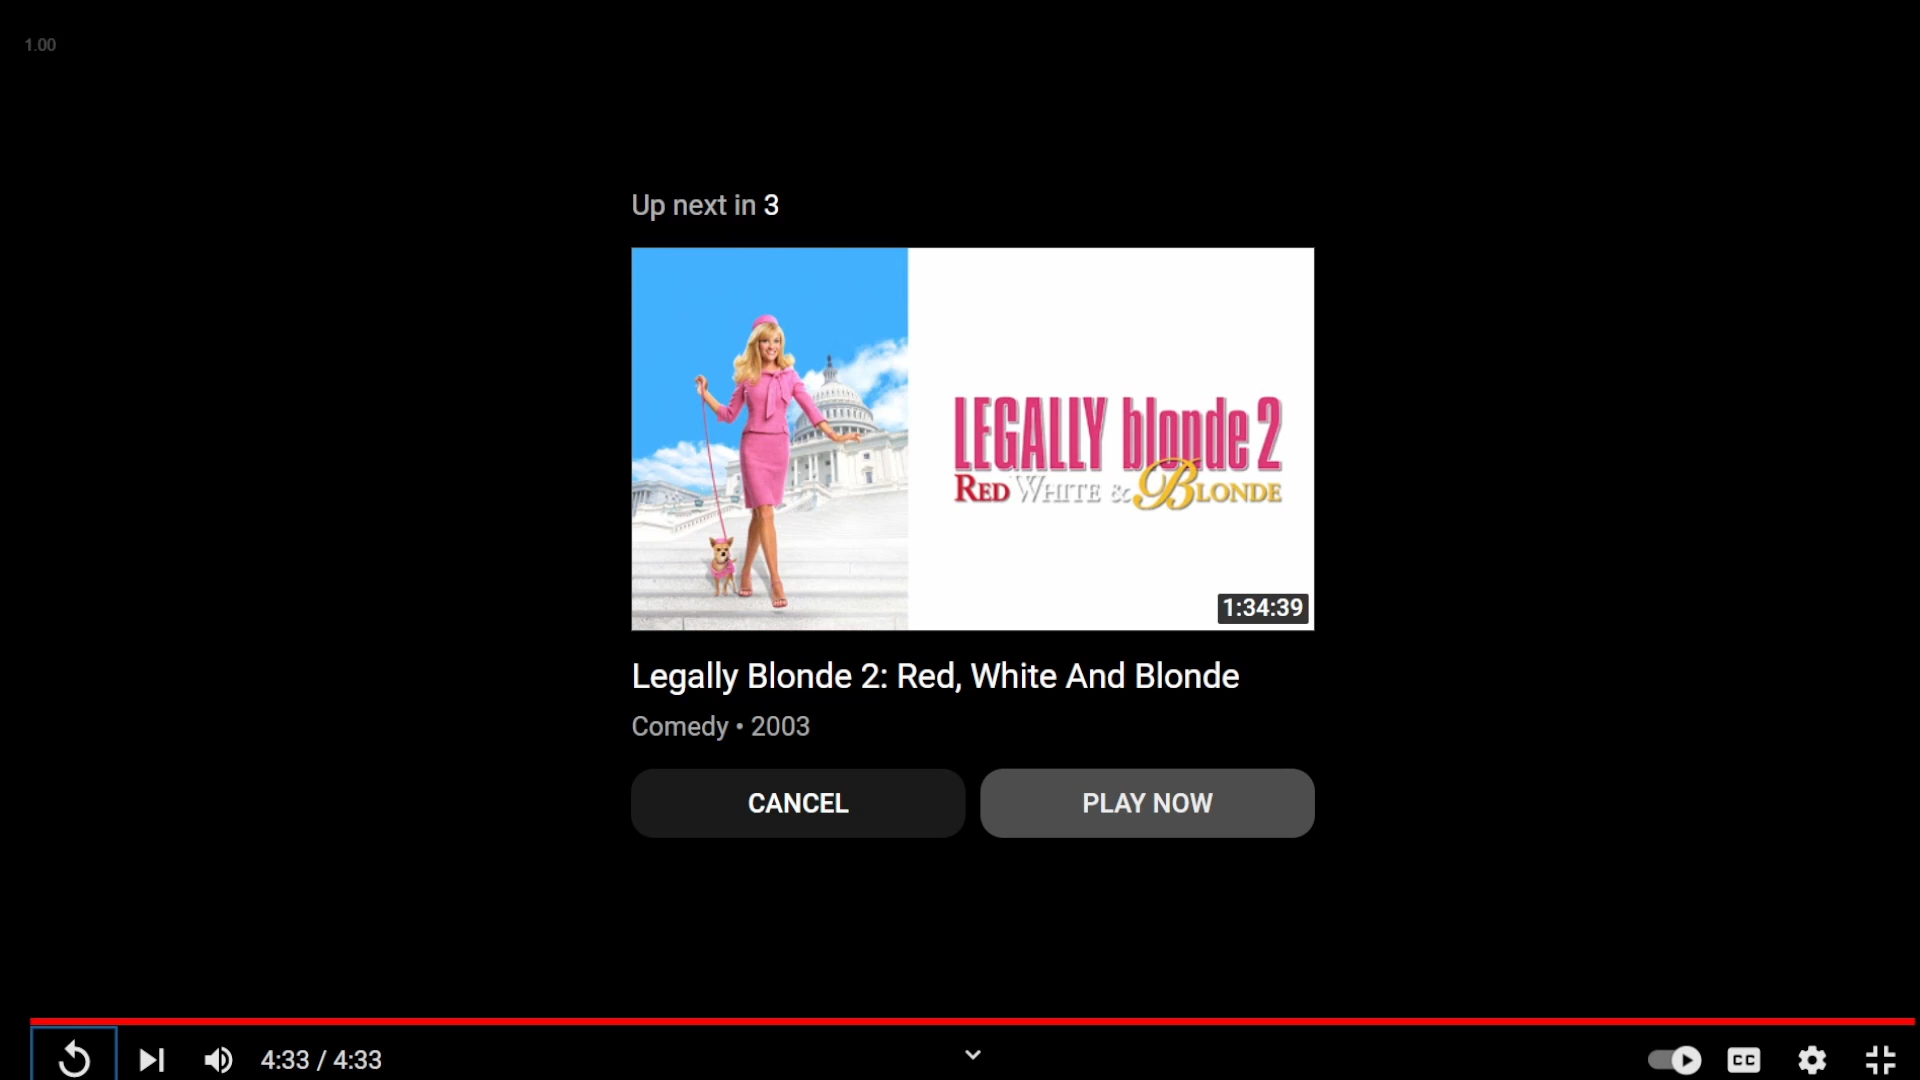 1.00
Up next in 3
LEGALLY blonde 2
RED WHITE & BLONDE
1:34:39
Legally Blonde 2: Red, White And Blonde
Comedy • 2003
CANCEL
PLAY NOW
4:33 / 4:33
CC